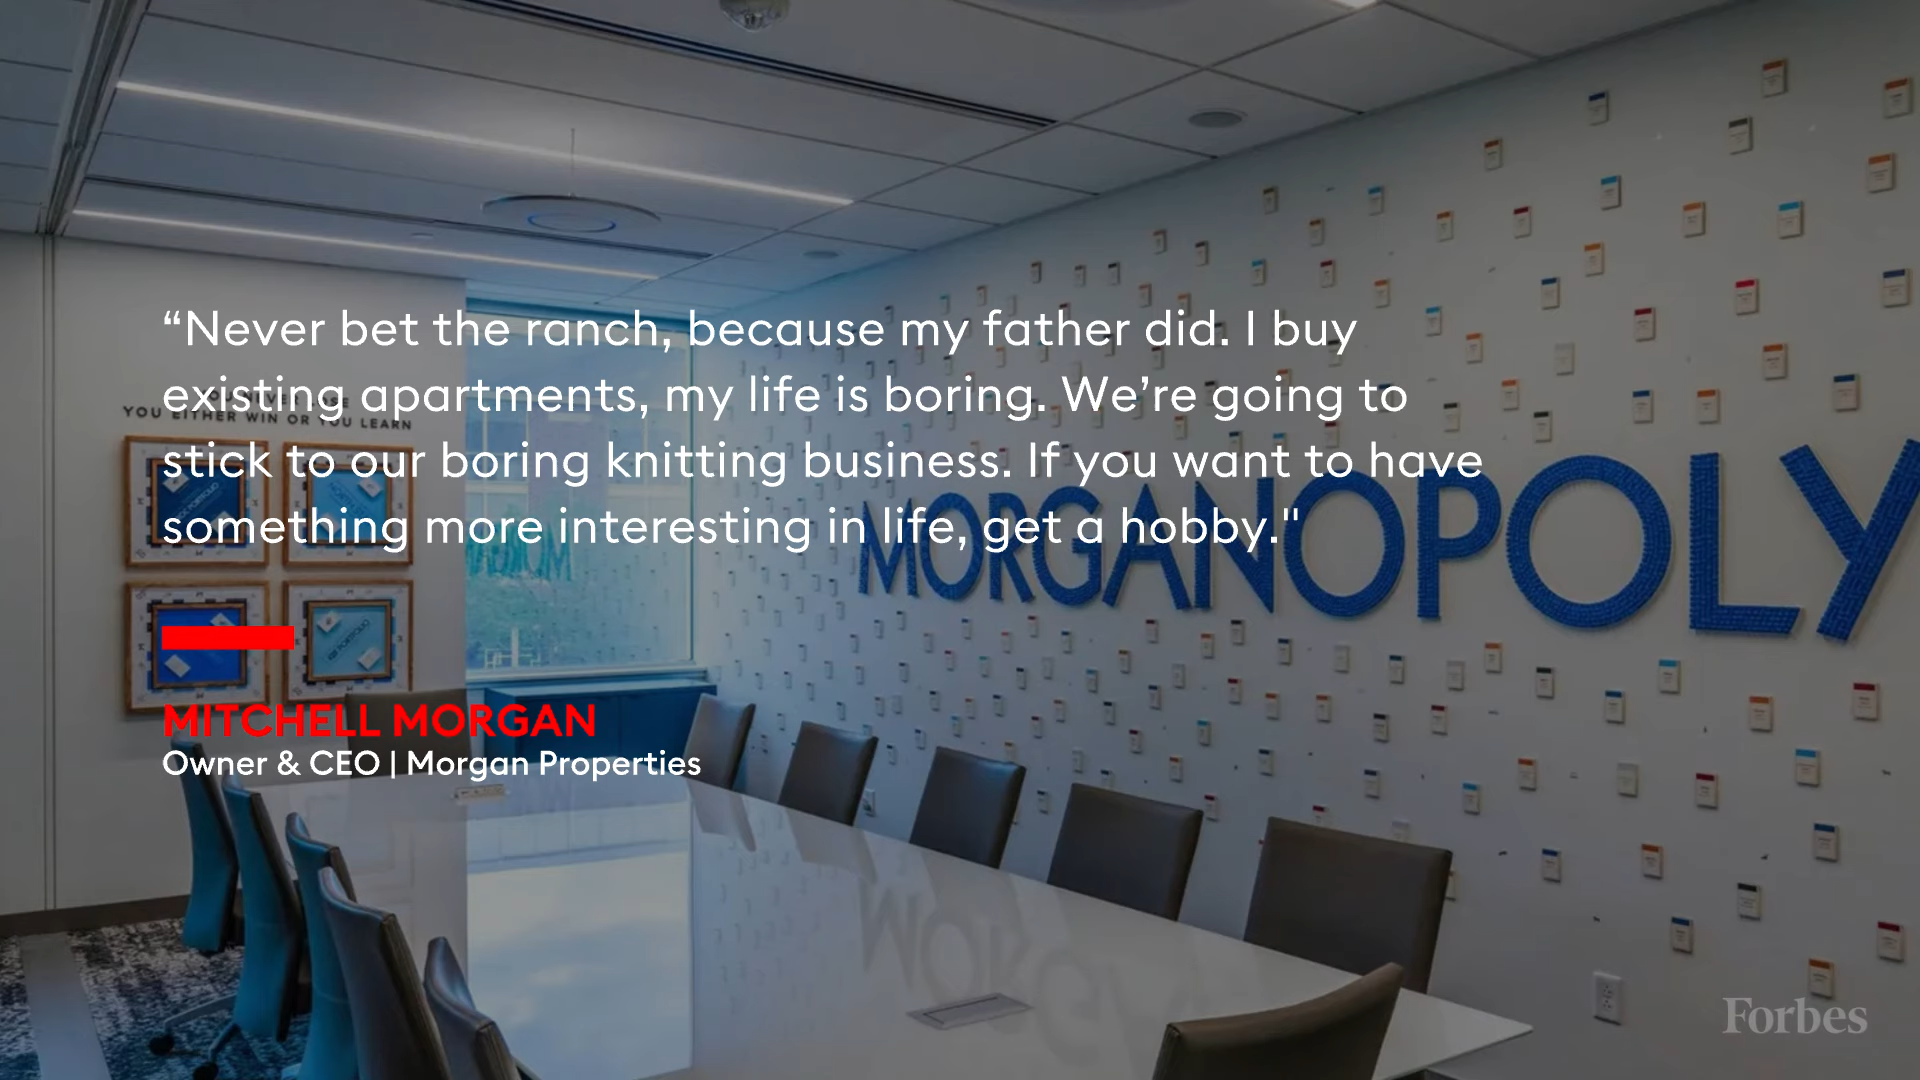 “Never bet the ranch, because my father did. I buy
existing apartments, my life is boring. We’re going to
stick to our boring knitting business. If you want to have
something more interesting in life, get a hobby."
YOU EITHER WIN OR YOU LEARN
MORGANOPOLY
MITCHELL MORGAN
Owner & CEO | Morgan Properties
Forbes